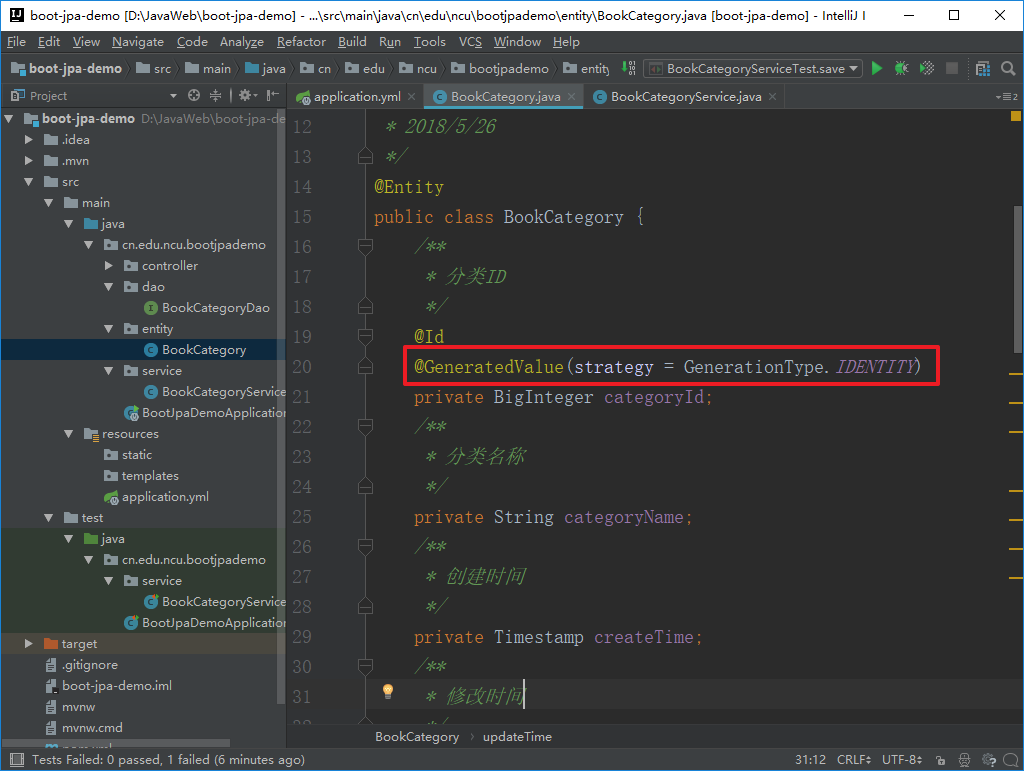 boot-jpa-demo [D:\JavaWeb\boot-jpa-demo] - ...\src\main\java\cn\edu\ncu\bootjpademo\entity\BookCategory.java [boot-jpa-demo] - IntelliJ I
File Edit View Navigate Code Analyze Refactor Build Run Tools VCS Window Help
boot-jpa-demo src main java cn edu ncu bootjpademo entity BookCategoryServiceTest.save
Project
application.yml BookCategory.java BookCategoryService.java
2
boot-jpa-demo D:\JavaWeb\boot-jpa-de
.idea
.mvn
src
main
java
cn.edu.ncu.bootjpademo
controller
dao
BookCategoryDao
entity
BookCategory
service
BookCategoryService
BootJpaDemoApplication
resources
static
templates
application.yml
test
java
cn.edu.ncu.bootjpademo
service
BookCategoryService
BootJpaDemoApplication
target
.gitignore
boot-jpa-demo.iml
mvnw
mvnw.cmd
12 * 2018/5/26
13 */
14 @Entity
15 public class BookCategory {
16 /**
17 * 分类ID
18 */
19 @Id
20 @GeneratedValue(strategy = GenerationType.IDENTITY)
21 private BigInteger categoryId;
22 /**
23 * 分类名称
24 */
25 private String categoryName;
26 /**
27 * 创建时间
28 */
29 private Timestamp createTime;
30 /**
31 * 修改时间
BookCategory updateTime
Tests Failed: 0 passed, 1 failed (6 minutes ago) 31:12 CRLF UTF-8